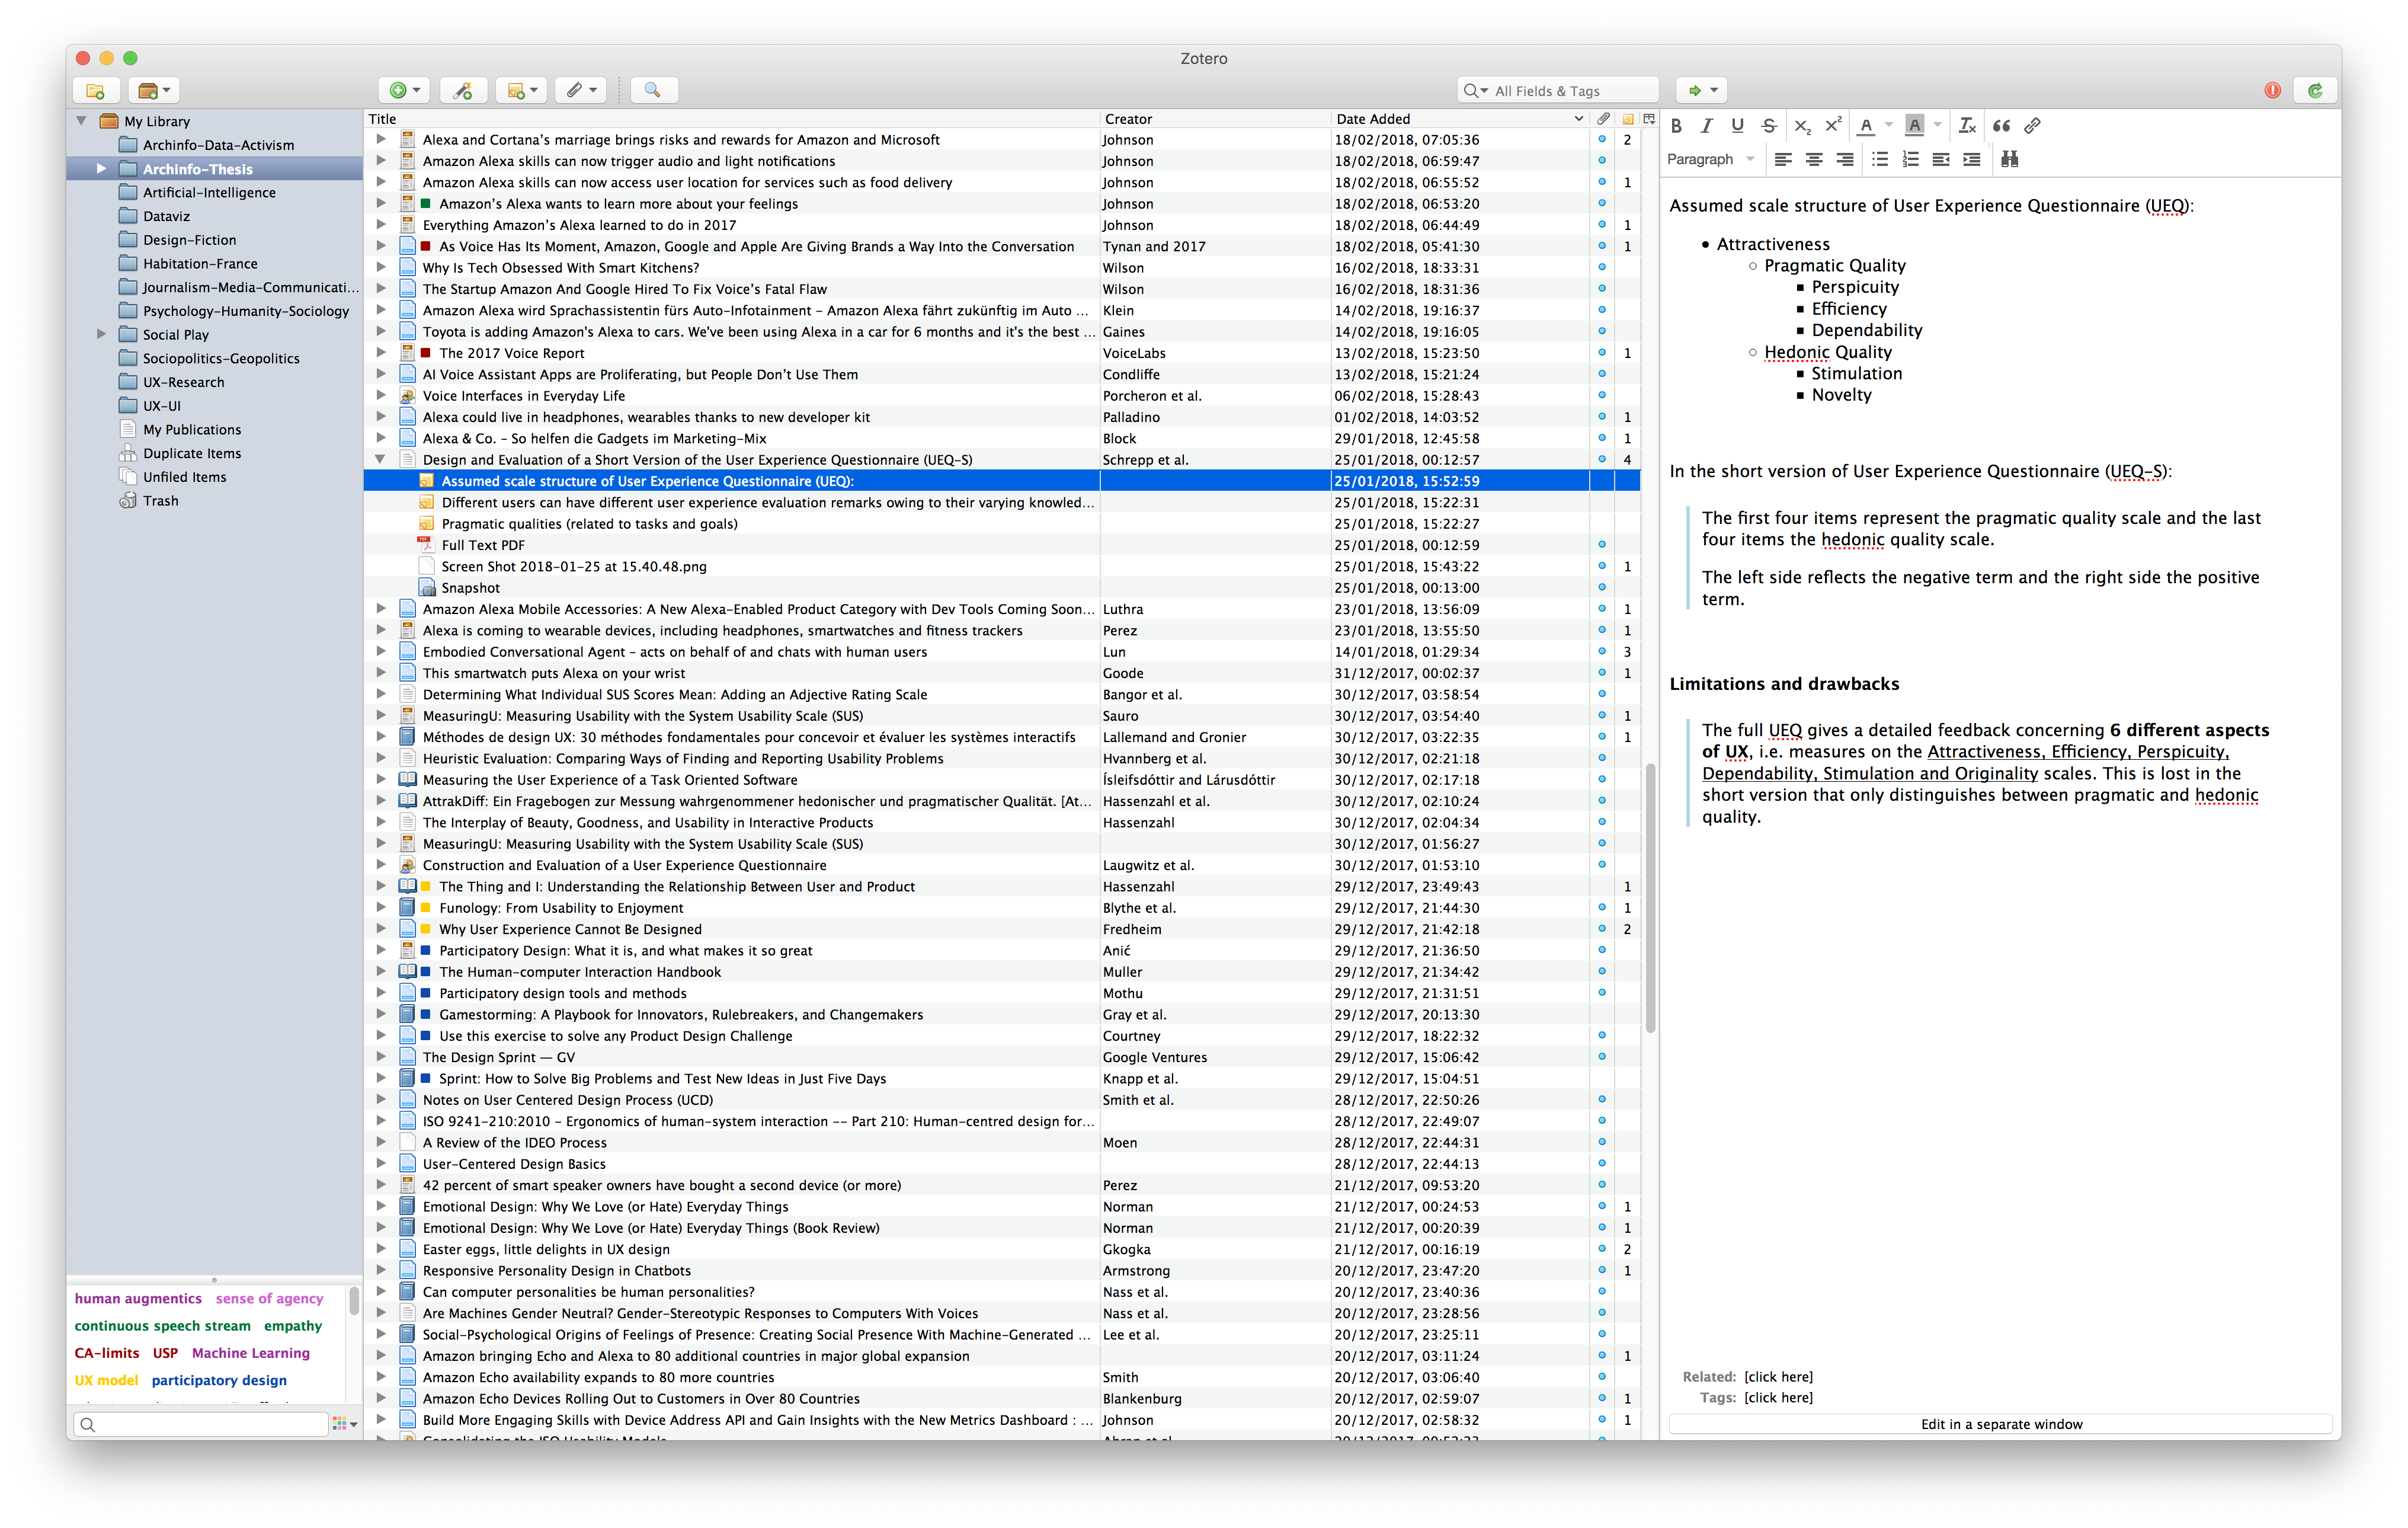 Zotero
All Fields & Tags
My Library
Archinfo-Data-Activism
Archinfo-Thesis
Artificial-Intelligence
Dataviz
Design-Fiction
Habitation-France
Journalism-Media-Communicati...
Psychology-Humanity-Sociology
Social Play
Sociopolitics-Geopolitics
UX-Research
UX-UI
My Publications
Duplicate Items
Unfiled Items
Trash
human augmentics sense of agency
continuous speech stream empathy
CA-limits USP Machine Learning
UX model participatory design
Title Creator Date Added
Alexa and Cortana's marriage brings risks and rewards for Amazon and Microsoft Johnson 18/02/2018, 07:05:36 2
Amazon Alexa skills can now trigger audio and light notifications Johnson 18/02/2018, 06:59:47
Amazon Alexa skills can now access user location for services such as food delivery Johnson 18/02/2018, 06:55:52 1
Amazon's Alexa wants to learn more about your feelings Johnson 18/02/2018, 06:53:20
Everything Amazon's Alexa learned to do in 2017 Johnson 18/02/2018, 06:44:49 1
As Voice Has Its Moment, Amazon, Google and Apple Are Giving Brands a Way Into the Conversation Tynan and 2017 18/02/2018, 05:41:30 1
Why Is Tech Obsessed With Smart Kitchens? Wilson 16/02/2018, 18:33:31
The Startup Amazon And Google Hired To Fix Voice's Fatal Flaw Wilson 16/02/2018, 18:31:36
Amazon Alexa wird Sprachassistentin fürs Auto-Infotainment – Amazon Alexa fährt zukünftig im Auto ... Klein 14/02/2018, 19:16:37
Toyota is adding Amazon's Alexa to cars. We've been using Alexa in a car for 6 months and it's the best ... Gaines 14/02/2018, 19:16:05
The 2017 Voice Report VoiceLabs 13/02/2018, 15:23:50 1
AI Voice Assistant Apps are Proliferating, but People Don't Use Them Condliffe 13/02/2018, 15:21:24
Voice Interfaces in Everyday Life Porcheron et al. 06/02/2018, 15:28:43
Alexa could live in headphones, wearables thanks to new developer kit Palladino 01/02/2018, 14:03:52 1
Alexa & Co. – So helfen die Gadgets im Marketing-Mix Block 29/01/2018, 12:45:58 1
Design and Evaluation of a Short Version of the User Experience Questionnaire (UEQ-S) Schrepp et al. 25/01/2018, 00:12:57 4
Assumed scale structure of User Experience Questionnaire (UEQ): 25/01/2018, 15:52:59
Different users can have different user experience evaluation remarks owing to their varying knowled... 25/01/2018, 15:22:31
Pragmatic qualities (related to tasks and goals) 25/01/2018, 15:22:27
Full Text PDF 25/01/2018, 00:12:59
Screen Shot 2018-01-25 at 15.40.48.png 25/01/2018, 15:43:22 1
Snapshot 25/01/2018, 00:13:00
Amazon Alexa Mobile Accessories: A New Alexa-Enabled Product Category with Dev Tools Coming Soon... Luthra 23/01/2018, 13:56:09 1
Alexa is coming to wearable devices, including headphones, smartwatches and fitness trackers Perez 23/01/2018, 13:55:50 1
Embodied Conversational Agent – acts on behalf of and chats with human users Lun 14/01/2018, 01:29:34 3
This smartwatch puts Alexa on your wrist Goode 31/12/2017, 00:02:37 1
Determining What Individual SUS Scores Mean: Adding an Adjective Rating Scale Bangor et al. 30/12/2017, 03:58:54
MeasuringU: Measuring Usability with the System Usability Scale (SUS) Sauro 30/12/2017, 03:54:40 1
Méthodes de design UX: 30 méthodes fondamentales pour concevoir et évaluer les systèmes interactifs Lallemand and Gronier 30/12/2017, 03:22:35 1
Heuristic Evaluation: Comparing Ways of Finding and Reporting Usability Problems Hvannberg et al. 30/12/2017, 02:21:18
Measuring the User Experience of a Task Oriented Software Ísleifsdóttir and Lárusdóttir 30/12/2017, 02:17:18
AttrakDiff: Ein Fragebogen zur Messung wahrgenommener hedonischer und pragmatischer Qualität. [At... Hassenzahl et al. 30/12/2017, 02:10:24
The Interplay of Beauty, Goodness, and Usability in Interactive Products Hassenzahl 30/12/2017, 02:04:34
MeasuringU: Measuring Usability with the System Usability Scale (SUS) 30/12/2017, 01:56:27
Construction and Evaluation of a User Experience Questionnaire Laugwitz et al. 30/12/2017, 01:53:10
The Thing and I: Understanding the Relationship Between User and Product Hassenzahl 29/12/2017, 23:49:43 1
Funology: From Usability to Enjoyment Blythe et al. 29/12/2017, 21:44:30 1
Why User Experience Cannot Be Designed Fredheim 29/12/2017, 21:42:18 2
Participatory Design: What it is, and what makes it so great Anić 29/12/2017, 21:36:50
The Human-computer Interaction Handbook Muller 29/12/2017, 21:34:42
Participatory design tools and methods Mothu 29/12/2017, 21:31:51
Gamestorming: A Playbook for Innovators, Rulebreakers, and Changemakers Gray et al. 29/12/2017, 20:13:30
Use this exercise to solve any Product Design Challenge Courtney 29/12/2017, 18:22:32
The Design Sprint — GV Google Ventures 29/12/2017, 15:06:42
Sprint: How to Solve Big Problems and Test New Ideas in Just Five Days Knapp et al. 29/12/2017, 15:04:51
Notes on User Centered Design Process (UCD) Smith et al. 28/12/2017, 22:50:26
ISO 9241-210:2010 – Ergonomics of human-system interaction -- Part 210: Human-centred design for... 28/12/2017, 22:49:07
A Review of the IDEO Process Moen 28/12/2017, 22:44:31
User-Centered Design Basics 28/12/2017, 22:44:13
42 percent of smart speaker owners have bought a second device (or more) Perez 21/12/2017, 09:53:20
Emotional Design: Why We Love (or Hate) Everyday Things Norman 21/12/2017, 00:24:53 1
Emotional Design: Why We Love (or Hate) Everyday Things (Book Review) Norman 21/12/2017, 00:20:39 1
Easter eggs, little delights in UX design Gkogka 21/12/2017, 00:16:19 2
Responsive Personality Design in Chatbots Armstrong 20/12/2017, 23:47:20 1
Can computer personalities be human personalities? Nass et al. 20/12/2017, 23:40:36
Are Machines Gender Neutral? Gender-Stereotypic Responses to Computers With Voices Nass et al. 20/12/2017, 23:28:56
Social-Psychological Origins of Feelings of Presence: Creating Social Presence With Machine-Generated ... Lee et al. 20/12/2017, 23:25:11
Amazon bringing Echo and Alexa to 80 additional countries in major global expansion 20/12/2017, 03:11:24 1
Amazon Echo availability expands to 80 more countries Smith 20/12/2017, 03:06:40
Amazon Echo Devices Rolling Out to Customers in Over 80 Countries Blankenburg 20/12/2017, 02:59:07 1
Build More Engaging Skills with Device Address API and Gain Insights with the New Metrics Dashboard : ... Johnson 20/12/2017, 02:58:32 1
B I U S X₂ X² A A Tx
Paragraph
Assumed scale structure of User Experience Questionnaire (UEQ):
• Attractiveness
○ Pragmatic Quality
▪ Perspicuity
▪ Efficiency
▪ Dependability
○ Hedonic Quality
▪ Stimulation
▪ Novelty
In the short version of User Experience Questionnaire (UEQ-S):
The first four items represent the pragmatic quality scale and the last
four items the hedonic quality scale.
The left side reflects the negative term and the right side the positive
term.
Limitations and drawbacks
The full UEQ gives a detailed feedback concerning 6 different aspects
of UX, i.e. measures on the Attractiveness, Efficiency, Perspicuity,
Dependability, Stimulation and Originality scales. This is lost in the
short version that only distinguishes between pragmatic and hedonic
quality.
Related: [click here]
Tags: [click here]
Edit in a separate window